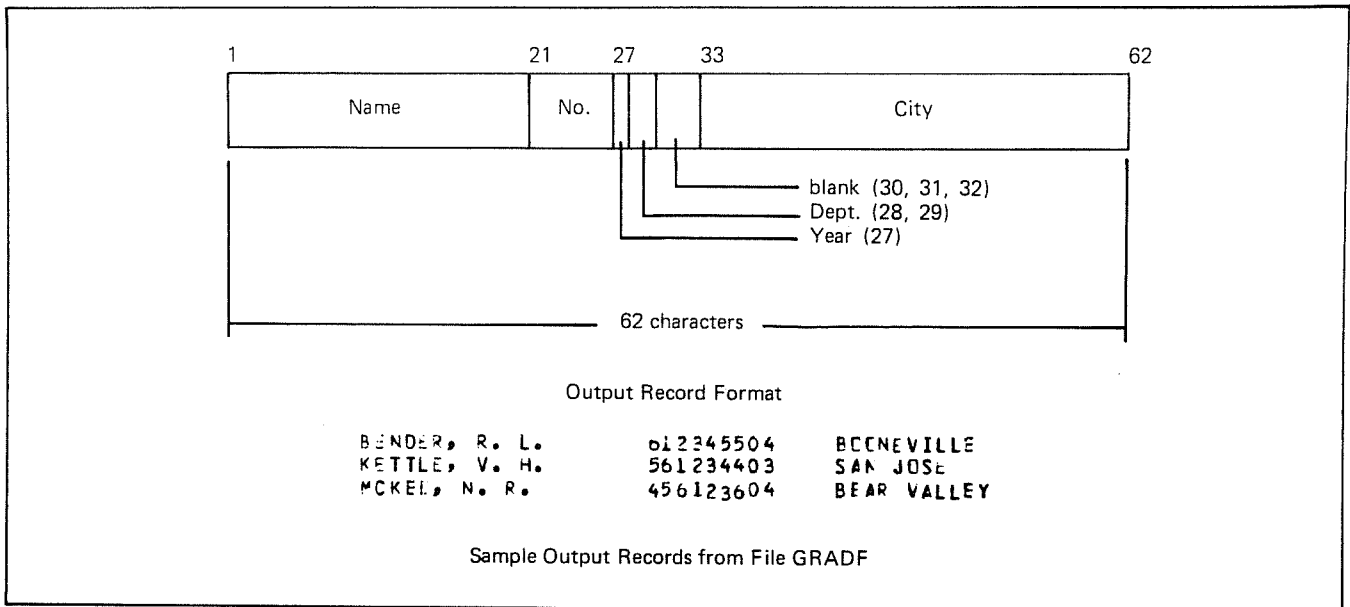 1 21 27 33 62
Name No. City
blank (30, 31, 32)
Dept. (28, 29)
Year (27)
62 characters
Output Record Format
BENDER, R. L. 612345504 BOONEVILLE
KETTLE, V. H. 561234403 SAN JOSE
MCKEE, N. R. 456123604 BEAR VALLEY
Sample Output Records from File GRADF